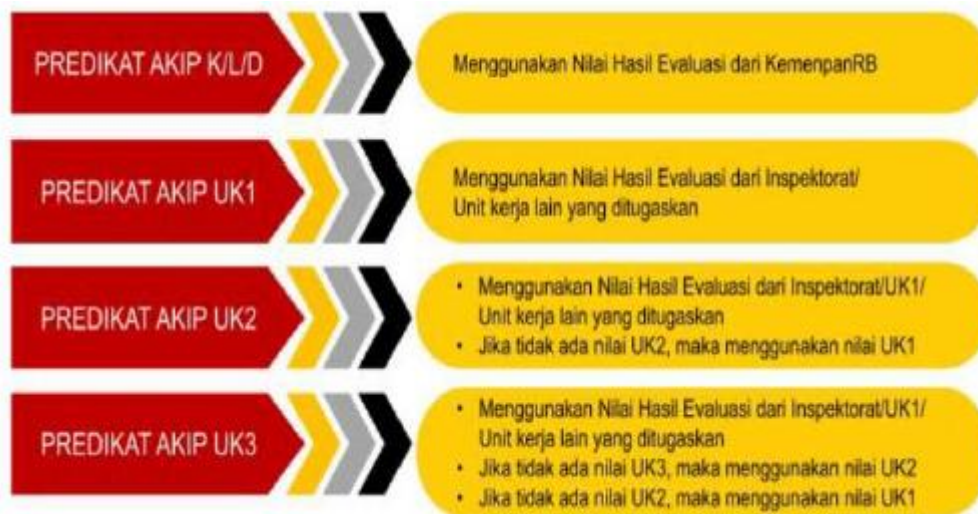 PREDIKAT AKIP K/L/D
Menggunakan Nilai Hasil Evaluasi dari KemenpanRB
PREDIKAT AKIP UK1
Menggunakan Nilai Hasil Evaluasi dari Inspektorat/
Unit kerja lain yang ditugaskan
PREDIKAT AKIP UK2
• Menggunakan Nilai Hasil Evaluasi dari Inspektorat/UK1/
Unit kerja lain yang ditugaskan
• Jika tidak ada nilai UK2, maka menggunakan nilai UK1
PREDIKAT AKIP UK3
• Menggunakan Nilai Hasil Evaluasi dari Inspektorat/UK1/
Unit kerja lain yang ditugaskan
• Jika tidak ada nilai UK3, maka menggunakan nilai UK2
• Jika tidak ada nilai UK2, maka menggunakan nilai UK1